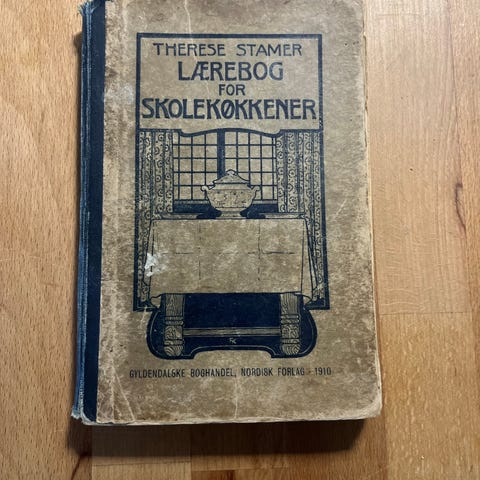 THERESE STAMER
LÆREBOG
FOR
SKOLEKØKKENER
GYLDENDALSKE BOGHANDEL, NORDISK FORLAG - 1910